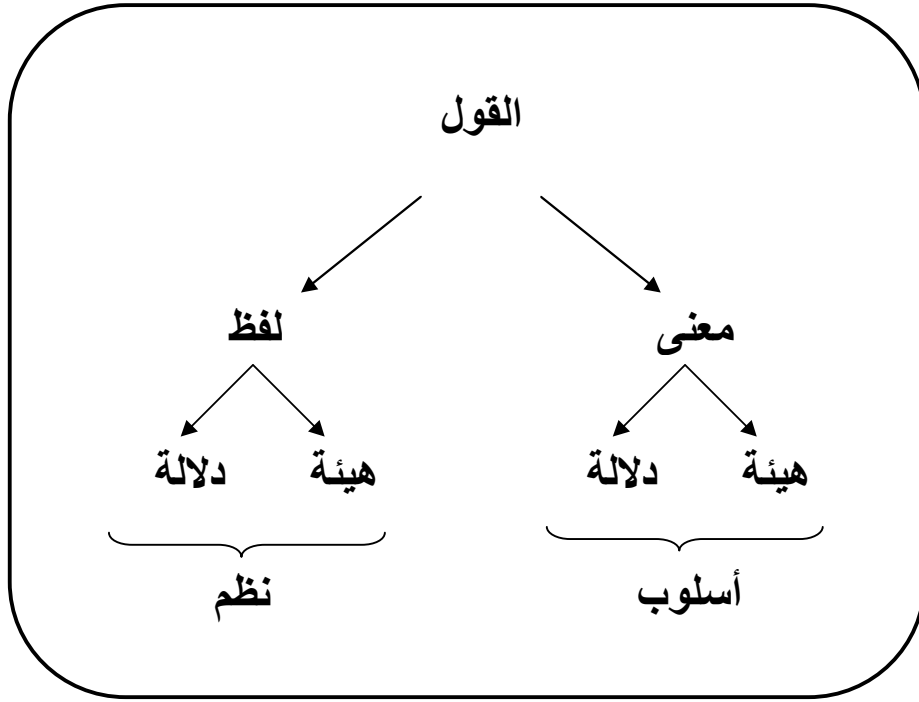 القول
معنى لفظ
هيئة دلالة هيئة دلالة
أسلوب نظم